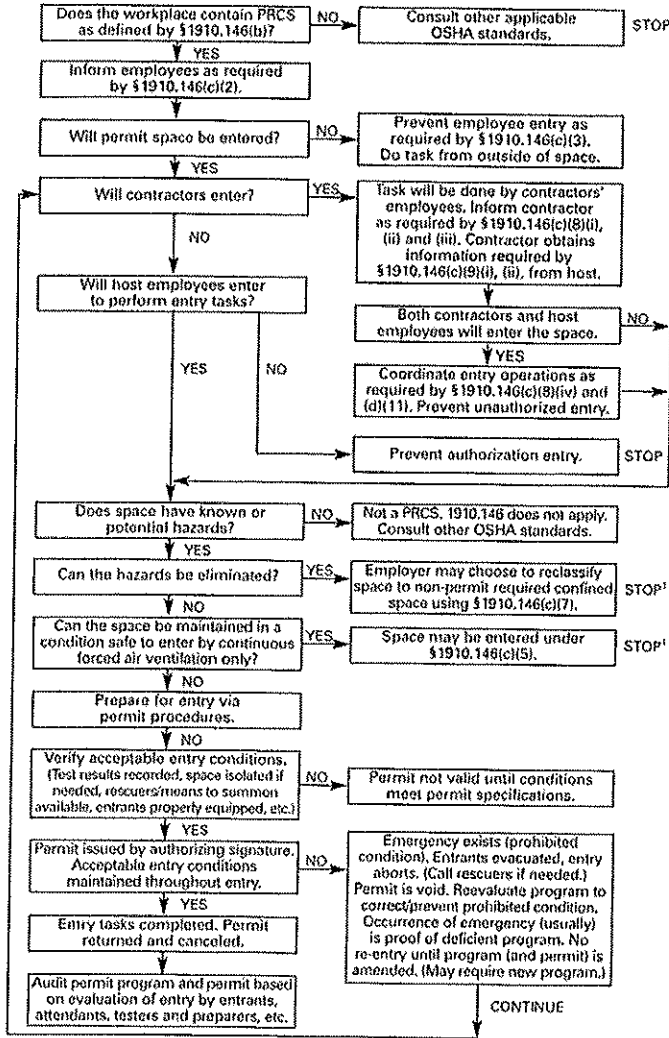 Does the workplace contain PRCS
as defined by §1910.146(b)?
NO
Consult other applicable
OSHA standards.
STOP
YES
Inform employees as required
by §1910.146(c)(2).
Will permit space be entered?
NO
Prevent employee entry as
required by §1910.146(c)(3).
Do task from outside of space.
YES
Will contractors enter?
YES
Task will be done by contractors'
employees. Inform contractor
as required by §1910.146(c)(8)(i),
(ii) and (iii). Contractor obtains
information required by
§1910.146(c)(9)(i), (ii), from host.
NO
Will host employees enter
to perform entry tasks?
Both contractors and host
employees will enter the space.
NO
YES
YES
NO
Coordinate entry operations as
required by §1910.146(c)(8)(iv) and
(d)(11). Prevent unauthorized entry.
Prevent authorization entry.
STOP
Does space have known or
potential hazards?
NO
Not a PRCS. 1910.146 does not apply.
Consult other OSHA standards.
YES
Can the hazards be eliminated?
YES
Employer may choose to reclassify
space to non-permit required confined
space using §1910.146(c)(7).
STOP¹
NO
Can the space be maintained in a
condition safe to enter by continuous
forced air ventilation only?
YES
Space may be entered under
§1910.146(c)(5).
STOP¹
NO
Prepare for entry via
permit procedures.
NO
Verify acceptable entry conditions.
(Test results recorded, space isolated if
needed, rescuers/means to summon
available, entrants properly equipped, etc.)
NO
Permit not valid until conditions
meet permit specifications.
YES
Permit issued by authorizing signature.
Acceptable entry conditions
maintained throughout entry.
NO
Emergency exists (prohibited
condition). Entrants evacuated, entry
aborts. (Call rescuers if needed.)
Permit is void. Reevaluate program to
correct/prevent prohibited condition.
Occurrence of emergency (usually)
is proof of deficient program. No
re-entry until program (and permit) is
amended. (May require new program.)
YES
Entry tasks completed. Permit
returned and canceled.
Audit permit program and permit based
on evaluation of entry by entrants,
attendants, testers and preparers, etc.
CONTINUE